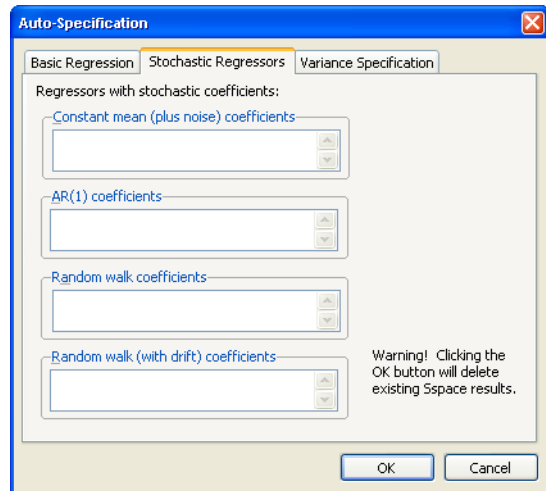 Auto-Specification
Basic Regression
Stochastic Regressors
Variance Specification
Regressors with stochastic coefficients:
Constant mean (plus noise) coefficients
AR(1) coefficients
Random walk coefficients
Random walk (with drift) coefficients
Warning! Clicking the
OK button will delete
existing Sspace results.
OK
Cancel